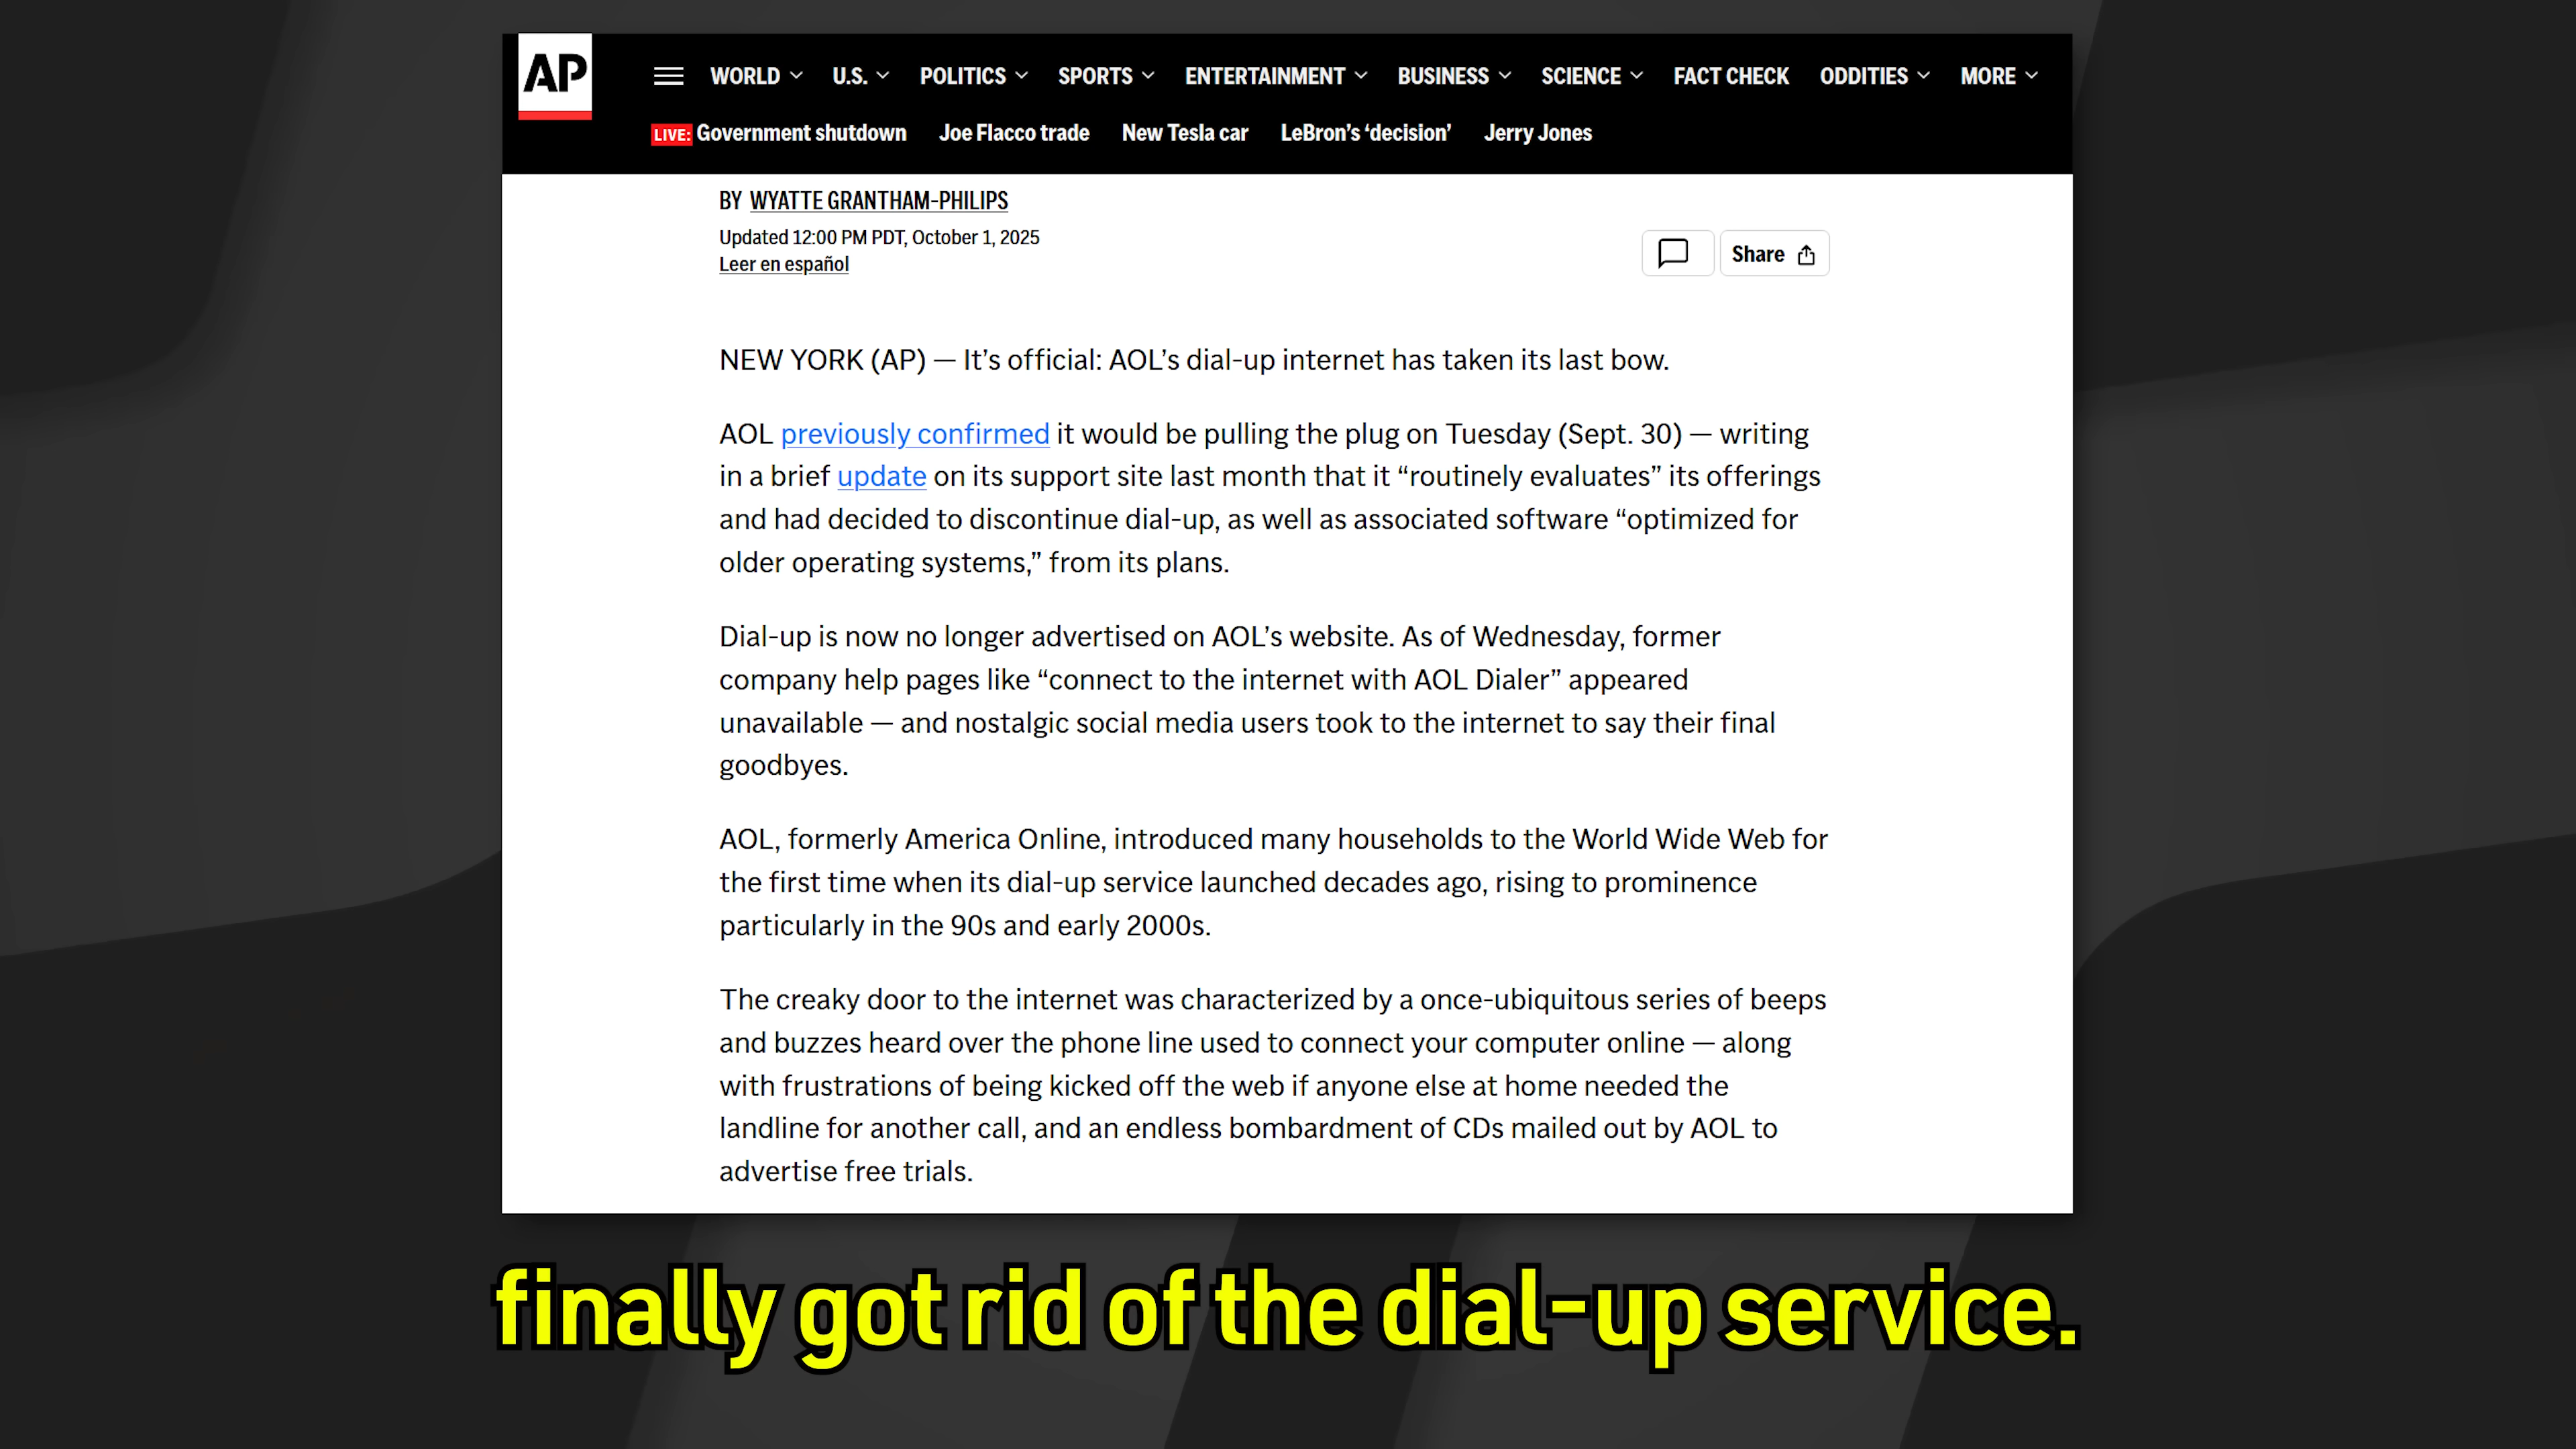 AP
WORLD U.S. POLITICS SPORTS ENTERTAINMENT BUSINESS SCIENCE FACT CHECK ODDITIES MORE
LIVE: Government shutdown Joe Flacco trade New Tesla car LeBron’s ‘decision’ Jerry Jones
BY WYATTE GRANTHAM-PHILIPS
Updated 12:00 PM PDT, October 1, 2025
Leer en español
Share
NEW YORK (AP) — It’s official: AOL’s dial-up internet has taken its last bow.
AOL previously confirmed it would be pulling the plug on Tuesday (Sept. 30) — writing
in a brief update on its support site last month that it “routinely evaluates” its offerings
and had decided to discontinue dial-up, as well as associated software “optimized for
older operating systems,” from its plans.
Dial-up is now no longer advertised on AOL’s website. As of Wednesday, former
company help pages like “connect to the internet with AOL Dialer” appeared
unavailable — and nostalgic social media users took to the internet to say their final
goodbyes.
AOL, formerly America Online, introduced many households to the World Wide Web for
the first time when its dial-up service launched decades ago, rising to prominence
particularly in the 90s and early 2000s.
The creaky door to the internet was characterized by a once-ubiquitous series of beeps
and buzzes heard over the phone line used to connect your computer online — along
with frustrations of being kicked off the web if anyone else at home needed the
landline for another call, and an endless bombardment of CDs mailed out by AOL to
advertise free trials.
finally got rid of the dial-up service.